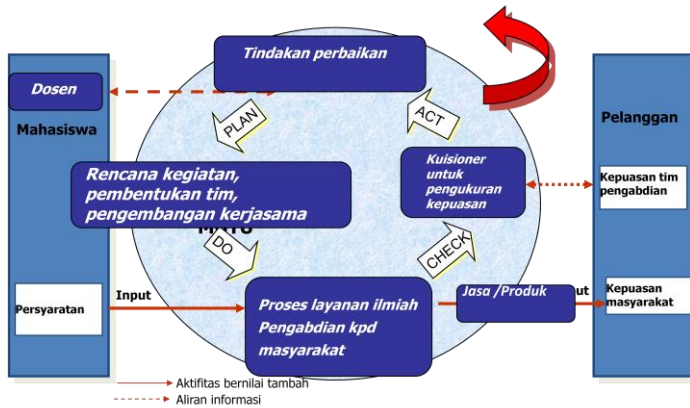 Tindakan perbaikan
Dosen
Mahasiswa
PLAN
ACT
Pelanggan
Rencana kegiatan,
pembentukan tim,
pengembangan kerjasama
Kuisioner
untuk
pengukuran
kepuasan
Kepuasan tim
pengabdian
DO
CHECK
Persyaratan
Input
Proses layanan ilmiah
Pengabdian kpd
masyarakat
Jasa /Produk
ut
Kepuasan
masyarakat
Aktifitas bernilai tambah
Aliran informasi